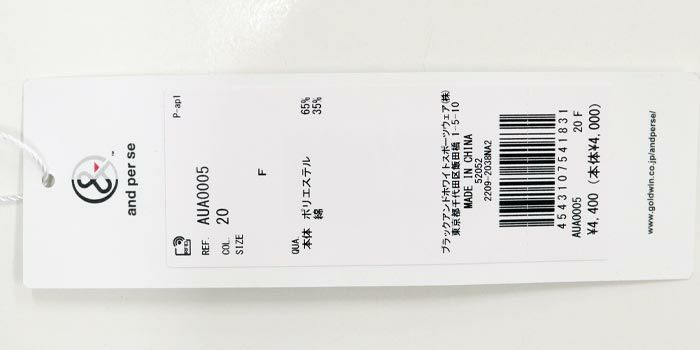 and per se
™
P-apl
RFID
REF. AUA0005
COL. 20
SIZE F
QUA.
本体 ポリエステル 65%
綿 35%
ブラックアンドホワイトスポーツウェア(株)
東京都千代田区飯田橋 1-5-10
MADE IN CHINA
52052
2209-2038NA2
4543107541831
AUA0005 20 F
¥4,400 (本体¥4,000)
www.goldwin.co.jp/andperse/